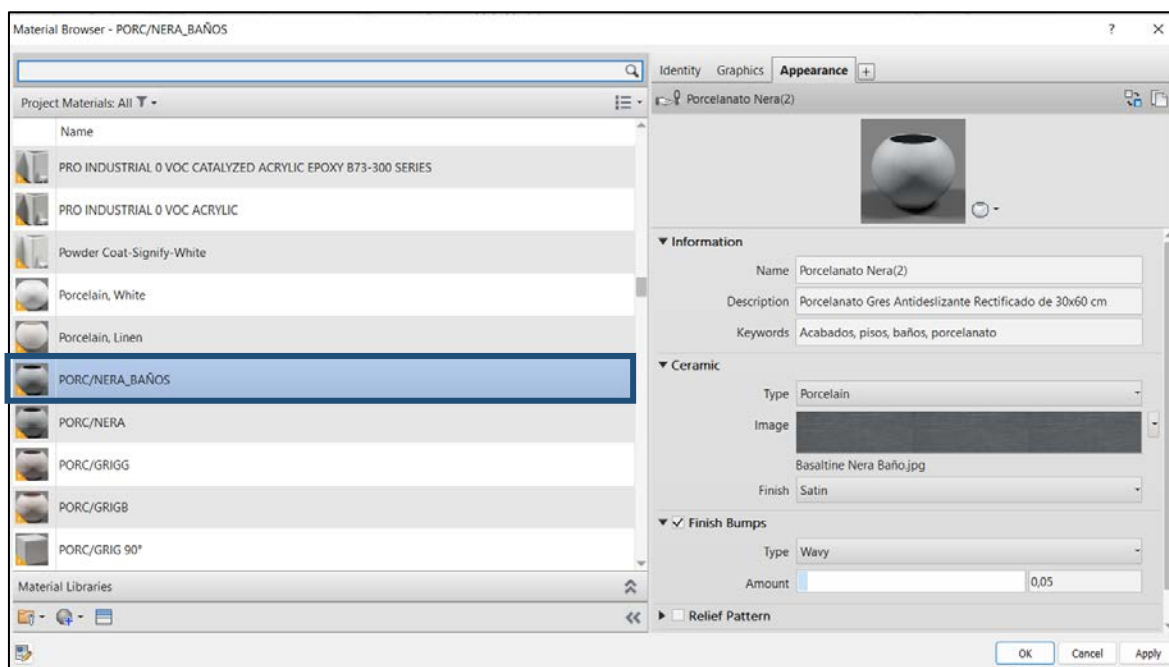 Material Browser - PORC/NERA_BAÑOS
?
Project Materials: All
Name
PRO INDUSTRIAL 0 VOC CATALYZED ACRYLIC EPOXY B73-300 SERIES
PRO INDUSTRIAL 0 VOC ACRYLIC
Powder Coat-Signify-White
Porcelain, White
Porcelain, Linen
PORC/NERA_BAÑOS
PORC/NERA
PORC/GRIGG
PORC/GRIGB
PORC/GRIG 90°
Material Libraries
Identity Graphics Appearance +
Porcelanato Nera(2)
Information
Name Porcelanato Nera(2)
Description Porcelanato Gres Antideslizante Rectificado de 30x60 cm
Keywords Acabados, pisos, baños, porcelanato
Ceramic
Type Porcelain
Image
Basaltine Nera Baño.jpg
Finish Satin
Finish Bumps
Type Wavy
Amount 0,05
Relief Pattern
OK Cancel Apply